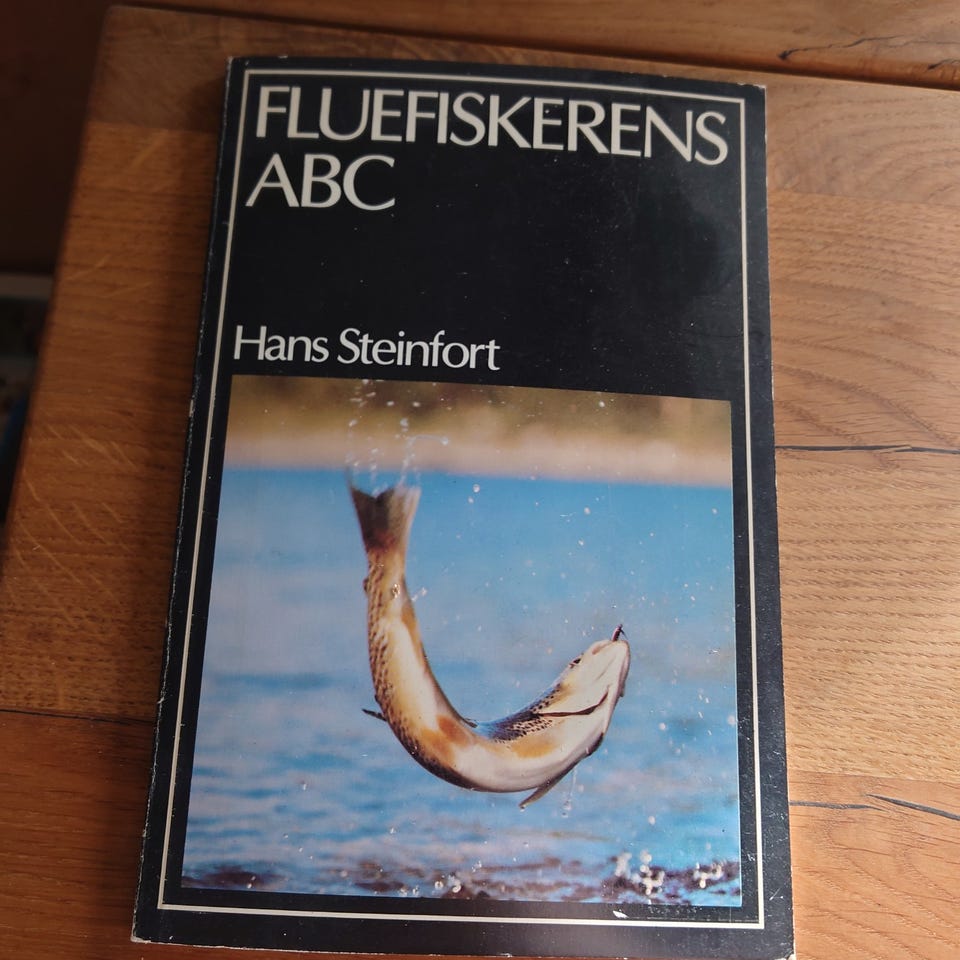 FLUEFISKERENS
ABC
Hans Steinfort